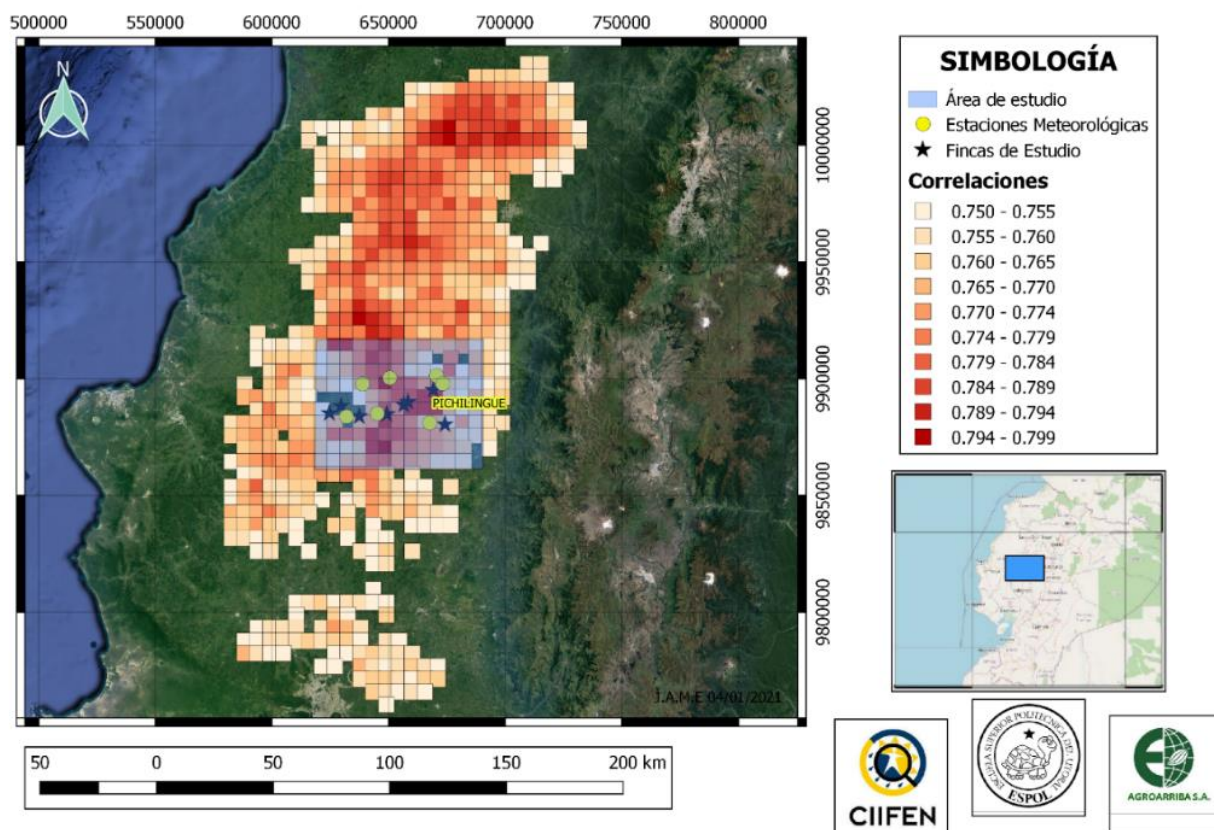 500000 550000 600000 650000 700000 750000 800000
N
10000000
9950000
9900000
9850000
9800000
PICHILINGUE
J.A.M.E 04/01/2021
50 0 50 100 150 200 km
SIMBOLOGÍA
Área de estudio
Estaciones Meteorológicas
Fincas de Estudio
Correlaciones
0.750 - 0.755
0.755 - 0.760
0.760 - 0.765
0.765 - 0.770
0.770 - 0.774
0.774 - 0.779
0.779 - 0.784
0.784 - 0.789
0.789 - 0.794
0.794 - 0.799
CIIFEN
ESCUELA SUPERIOR POLITECNICA DEL LITORAL
ESPOL
AGROARRIBA S.A.